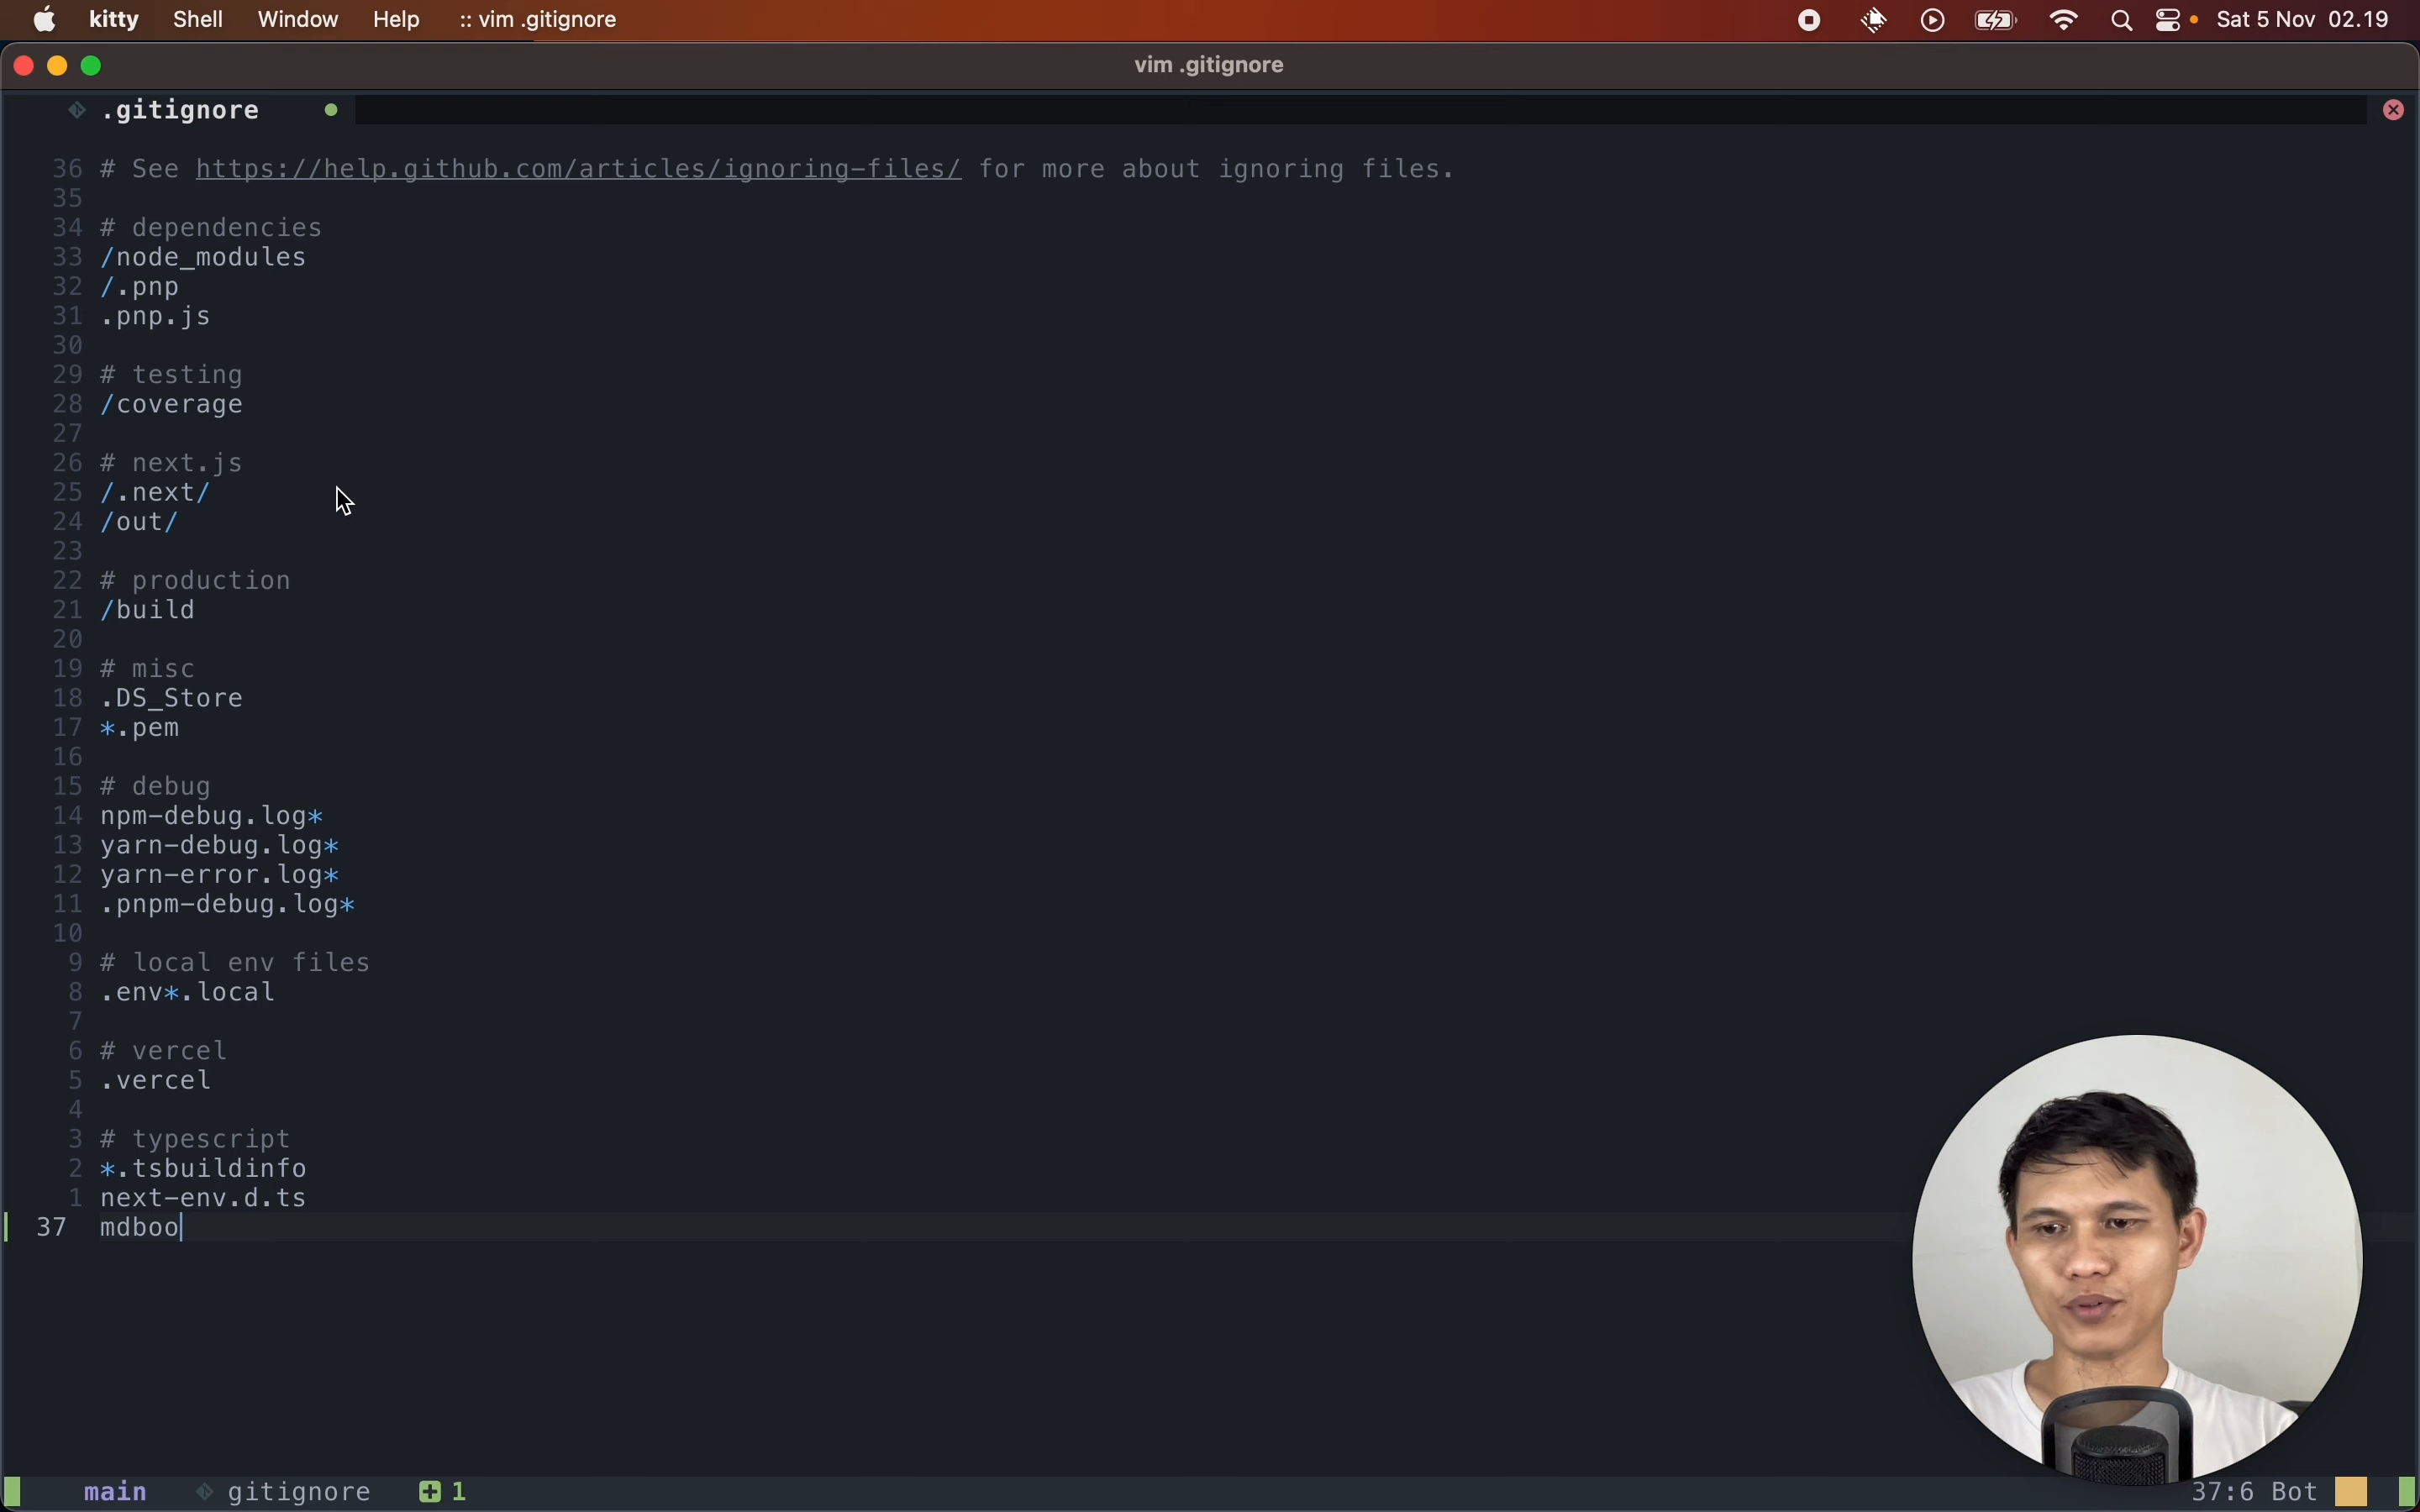 kitty Shell Window Help :: vim .gitignore Sat 5 Nov 02.19
vim .gitignore
.gitignore
36 # See https://help.github.com/articles/ignoring-files/ for more about ignoring files.
35
34 # dependencies
33 /node_modules
32 /.pnp
31 .pnp.js
30
29 # testing
28 /coverage
27
26 # next.js
25 /.next/
24 /out/
23
22 # production
21 /build
20
19 # misc
18 .DS_Store
17 *.pem
16
15 # debug
14 npm-debug.log*
13 yarn-debug.log*
12 yarn-error.log*
11 .pnpm-debug.log*
10
9 # local env files
8 .env*.local
7
6 # vercel
5 .vercel
4
3 # typescript
2 *.tsbuildinfo
1 next-env.d.ts
37 mdboo
main gitignore 1 37:6 Bot